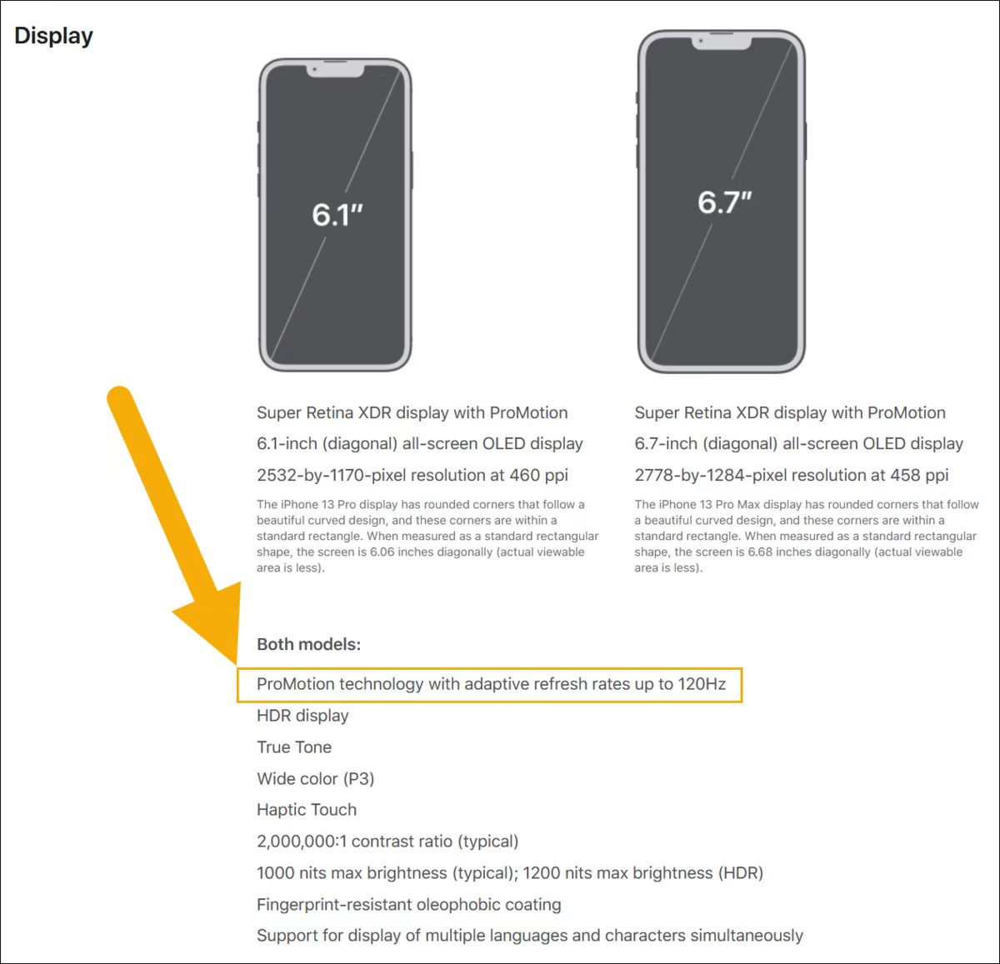 Display
6.1″
6.7″
Super Retina XDR display with ProMotion
6.1-inch (diagonal) all-screen OLED display
2532-by-1170-pixel resolution at 460 ppi
The iPhone 13 Pro display has rounded corners that follow a
beautiful curved design, and these corners are within a
standard rectangle. When measured as a standard rectangular
shape, the screen is 6.06 inches diagonally (actual viewable
area is less).
Super Retina XDR display with ProMotion
6.7-inch (diagonal) all-screen OLED display
2778-by-1284-pixel resolution at 458 ppi
The iPhone 13 Pro Max display has rounded corners that follow
a beautiful curved design, and these corners are within a
standard rectangle. When measured as a standard rectangular
shape, the screen is 6.68 inches diagonally (actual viewable
area is less).
Both models:
ProMotion technology with adaptive refresh rates up to 120Hz
HDR display
True Tone
Wide color (P3)
Haptic Touch
2,000,000:1 contrast ratio (typical)
1000 nits max brightness (typical); 1200 nits max brightness (HDR)
Fingerprint-resistant oleophobic coating
Support for display of multiple languages and characters simultaneously